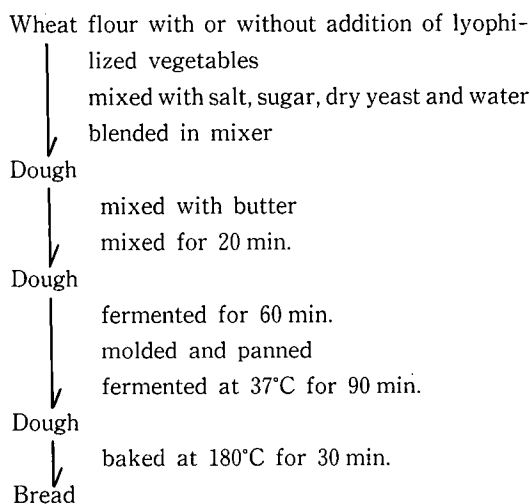 Wheat flour with or without addition of lyophi-
lized vegetables
mixed with salt, sugar, dry yeast and water
blended in mixer
Dough
mixed with butter
mixed for 20 min.
Dough
fermented for 60 min.
molded and panned
fermented at 37°C for 90 min.
Dough
baked at 180°C for 30 min.
Bread